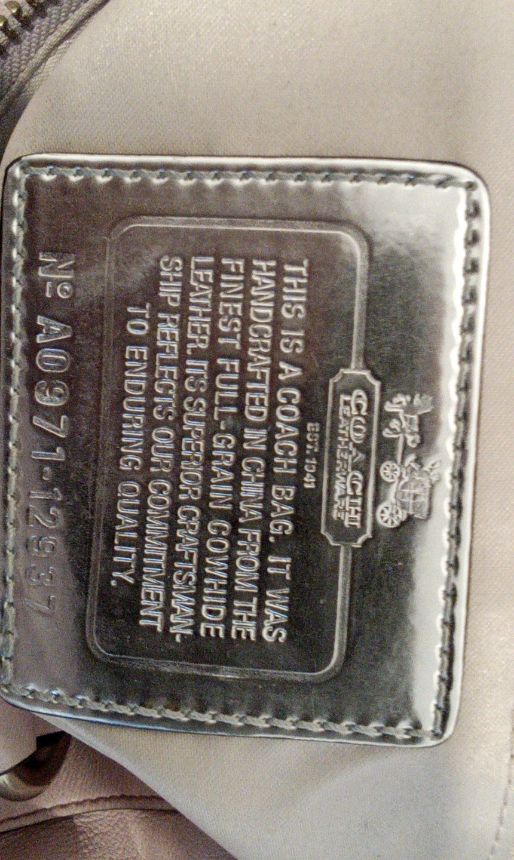 COACH
LEATHERWARE
EST. 1941
THIS IS A COACH BAG. IT WAS
HANDCRAFTED IN CHINA FROM THE
FINEST FULL-GRAIN COWHIDE
LEATHER. ITS SUPERIOR CRAFTSMAN-
SHIP REFLECTS OUR COMMITMENT
TO ENDURING QUALITY.
Nº A0971-12937